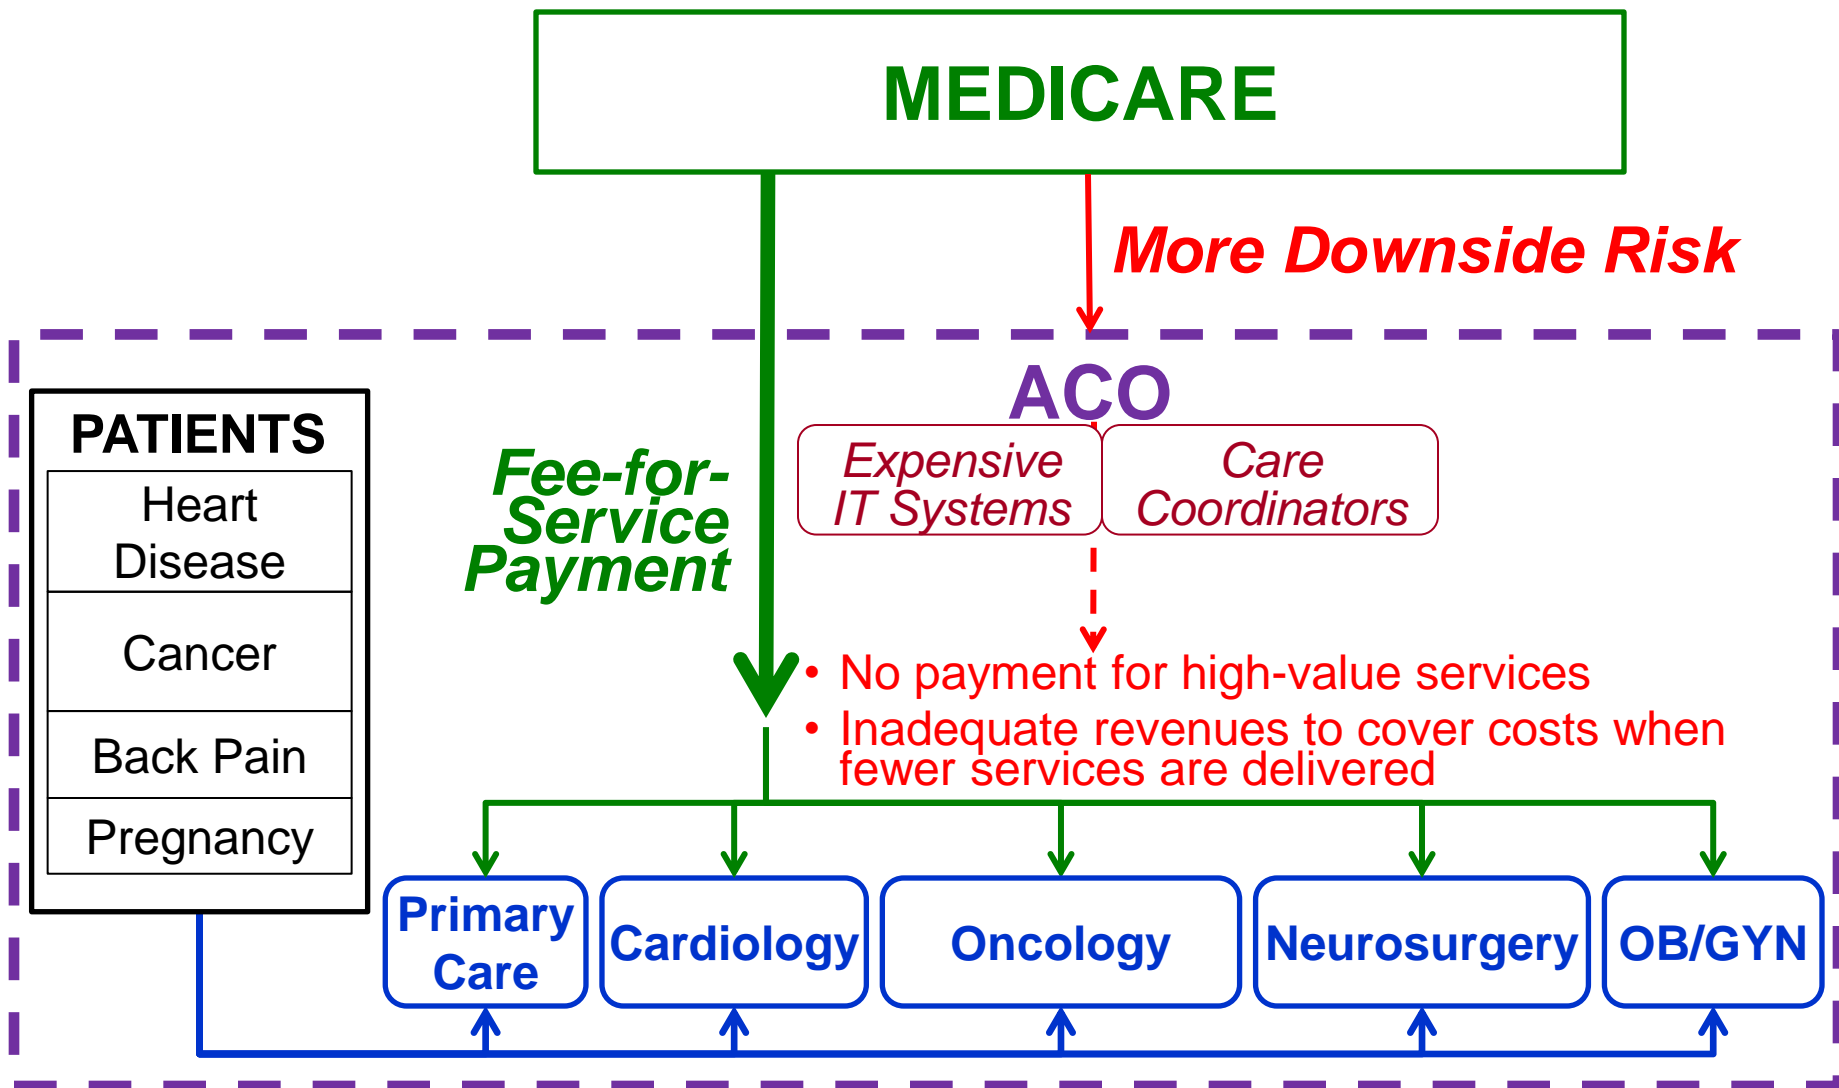 MEDICARE
More Downside Risk
ACO
PATIENTS
Heart
Disease
Cancer
Back Pain
Pregnancy
Fee-for-
Service
Payment
Expensive
IT Systems
Care
Coordinators
• No payment for high-value services
• Inadequate revenues to cover costs when
fewer services are delivered
Primary
Care
Cardiology
Oncology
Neurosurgery
OB/GYN